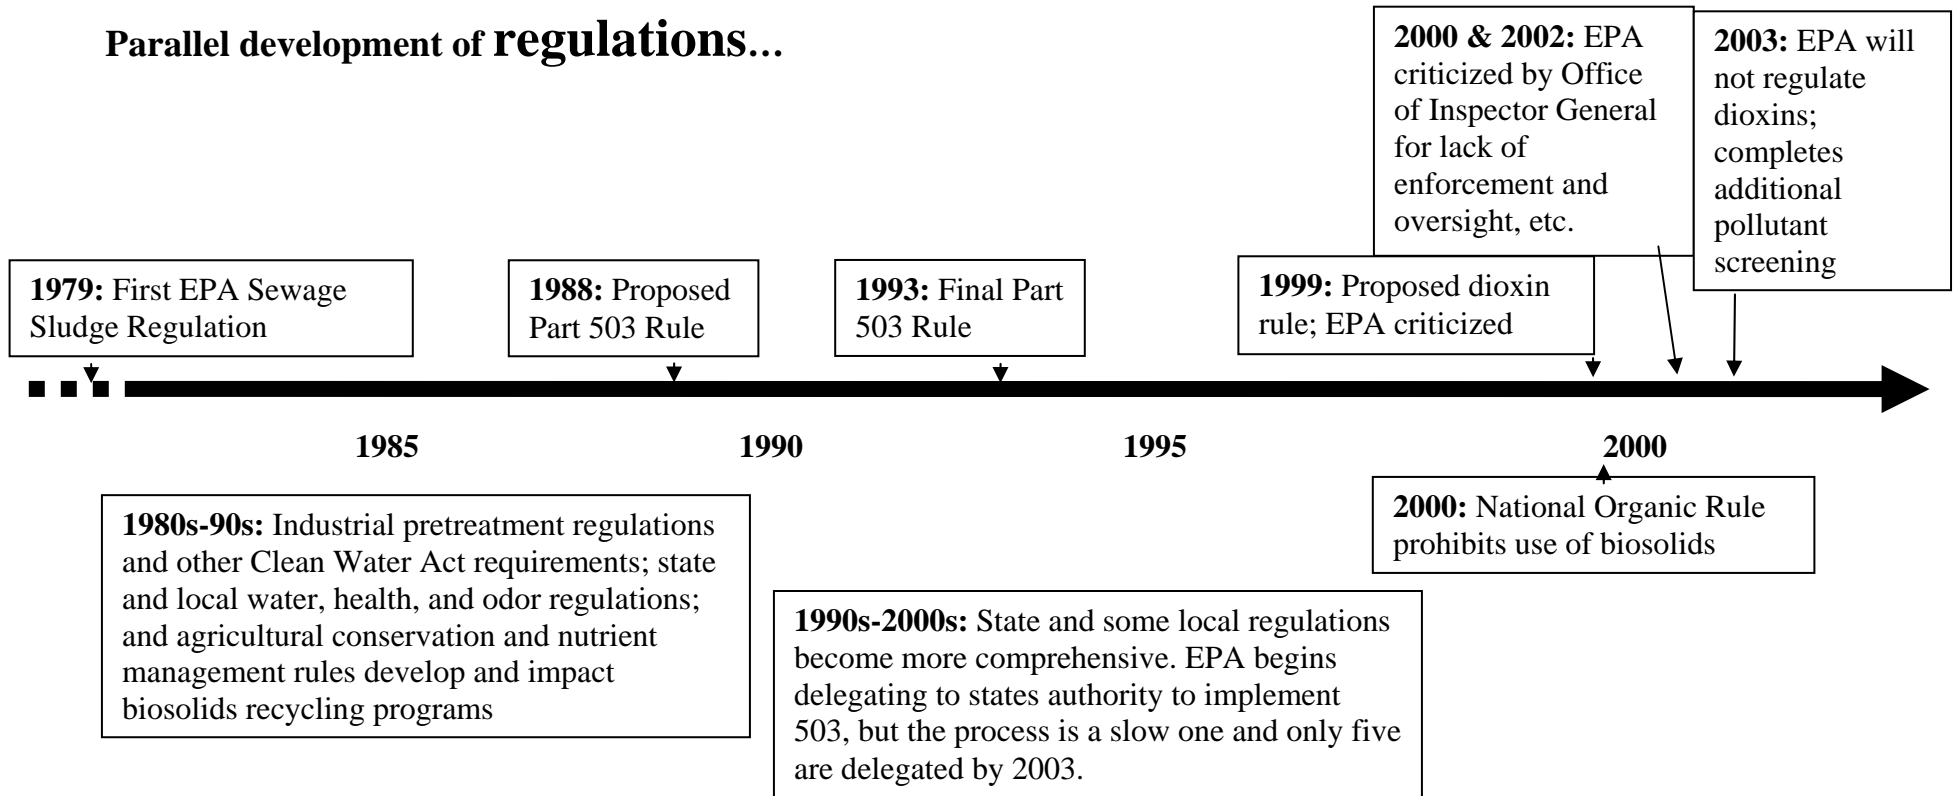 Parallel development of regulations…
2000 & 2002: EPA
criticized by Office
of Inspector General
for lack of
enforcement and
oversight, etc.
2003: EPA will
not regulate
dioxins;
completes
additional
pollutant
screening
1979: First EPA Sewage
Sludge Regulation
1988: Proposed
Part 503 Rule
1993: Final Part
503 Rule
1999: Proposed dioxin
rule; EPA criticized
1985
1990
1995
2000
1980s-90s: Industrial pretreatment regulations
and other Clean Water Act requirements; state
and local water, health, and odor regulations;
and agricultural conservation and nutrient
management rules develop and impact
biosolids recycling programs
1990s-2000s: State and some local regulations
become more comprehensive. EPA begins
delegating to states authority to implement
503, but the process is a slow one and only five
are delegated by 2003.
2000: National Organic Rule
prohibits use of biosolids